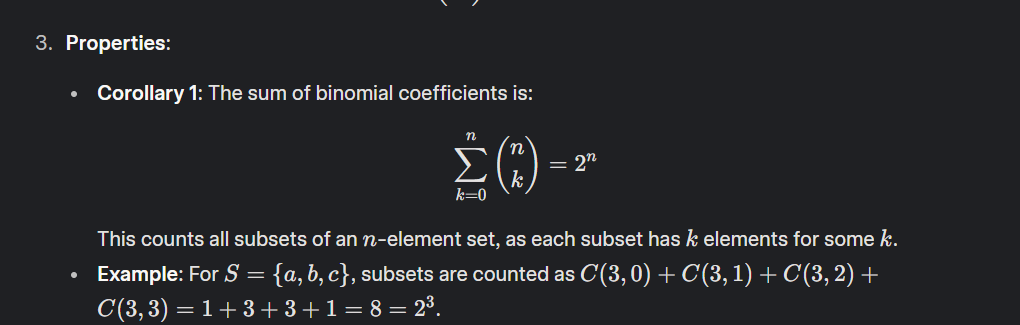 3. Properties:
• Corollary 1: The sum of binomial coefficients is:
$$\sum_{k=0}^{n} \binom{n}{k} = 2^n$$
This counts all subsets of an $n$-element set, as each subset has $k$ elements for some $k$.
• Example: For $S = \{a, b, c\}$, subsets are counted as $C(3,0) + C(3,1) + C(3,2) +$
$C(3,3) = 1 + 3 + 3 + 1 = 8 = 2^3$.